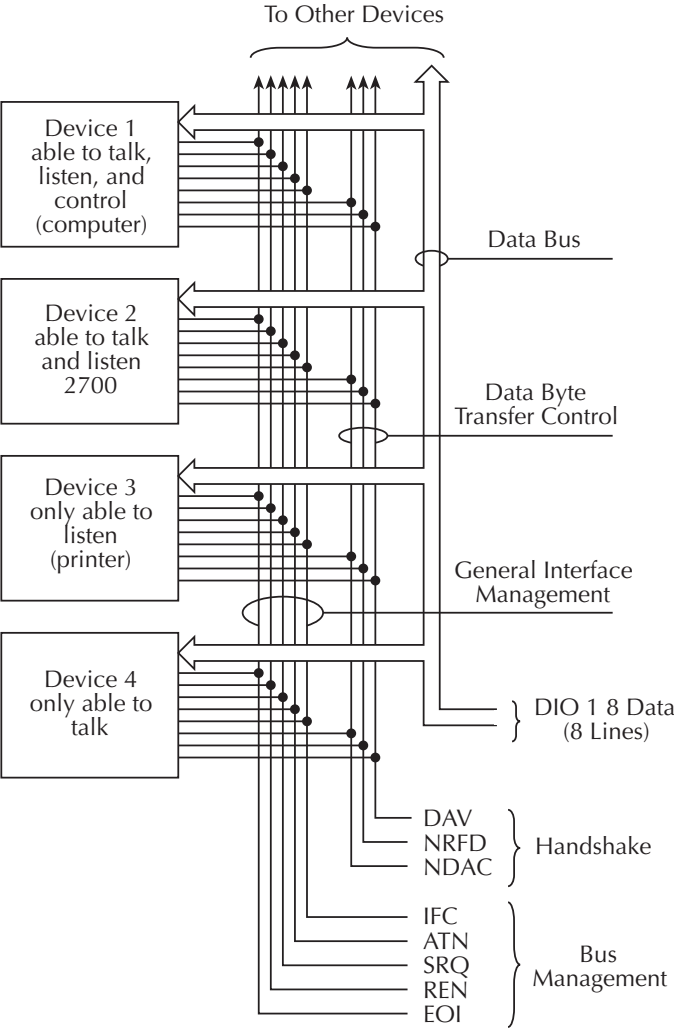 To Other Devices
Device 1
able to talk,
listen, and
control
(computer)
Data Bus
Device 2
able to talk
and listen
2700
Data Byte
Transfer Control
Device 3
only able to
listen
(printer)
General Interface
Management
Device 4
only able to
talk
DIO 1 8 Data
(8 Lines)
DAV
NRFD
NDAC
Handshake
IFC
ATN
SRQ
REN
EOI
Bus
Management